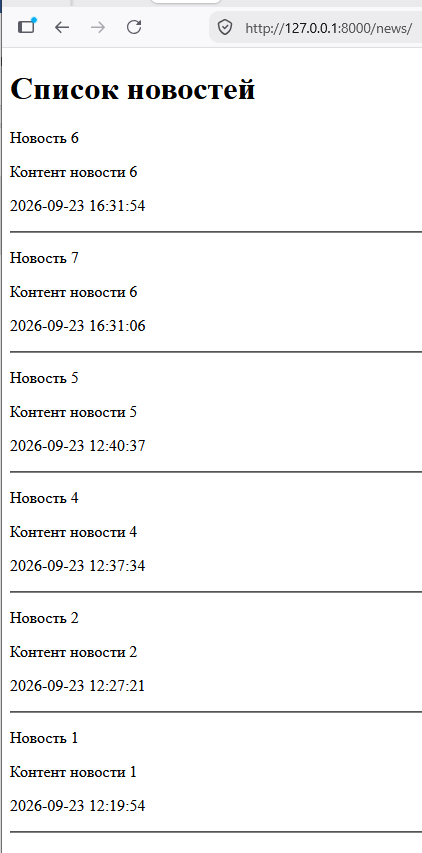 http://127.0.0.1:8000/news/
Список новостей
Новость 6
Контент новости 6
2026-09-23 16:31:54
Новость 7
Контент новости 6
2026-09-23 16:31:06
Новость 5
Контент новости 5
2026-09-23 12:40:37
Новость 4
Контент новости 4
2026-09-23 12:37:34
Новость 2
Контент новости 2
2026-09-23 12:27:21
Новость 1
Контент новости 1
2026-09-23 12:19:54